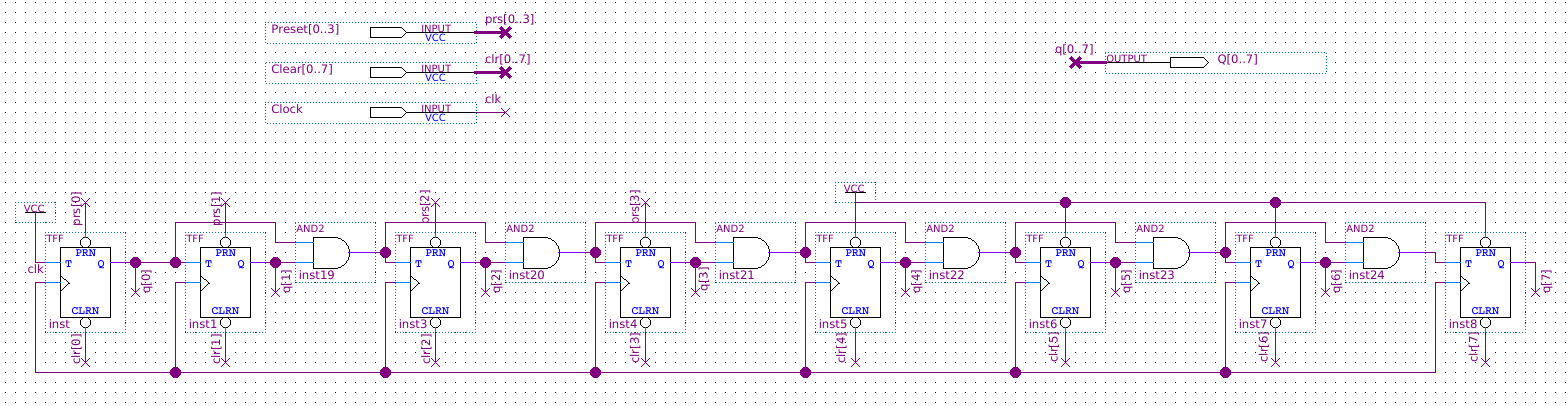 prs[0..3]
Preset[0..3]
INPUT
VCC
clr[0..7]
Clear[0..7]
INPUT
VCC
clk
Clock
INPUT
VCC
q[0..7]
OUTPUT
Q[0..7]
VCC
prs[0]
TFF
PRN
T
Q
CLRN
clk
inst
clr[0]
q[0]
prs[1]
TFF
PRN
T
Q
CLRN
inst1
clr[1]
q[1]
AND2
inst19
prs[2]
TFF
PRN
T
Q
CLRN
inst3
clr[2]
q[2]
AND2
inst20
prs[3]
TFF
PRN
T
Q
CLRN
inst4
clr[3]
q[3]
AND2
inst21
VCC
TFF
PRN
T
Q
CLRN
inst5
clr[4]
q[4]
AND2
inst22
TFF
PRN
T
Q
CLRN
inst6
clr[5]
q[5]
AND2
inst23
TFF
PRN
T
Q
CLRN
inst7
clr[6]
q[6]
AND2
inst24
TFF
PRN
T
Q
CLRN
inst8
clr[7]
q[7]